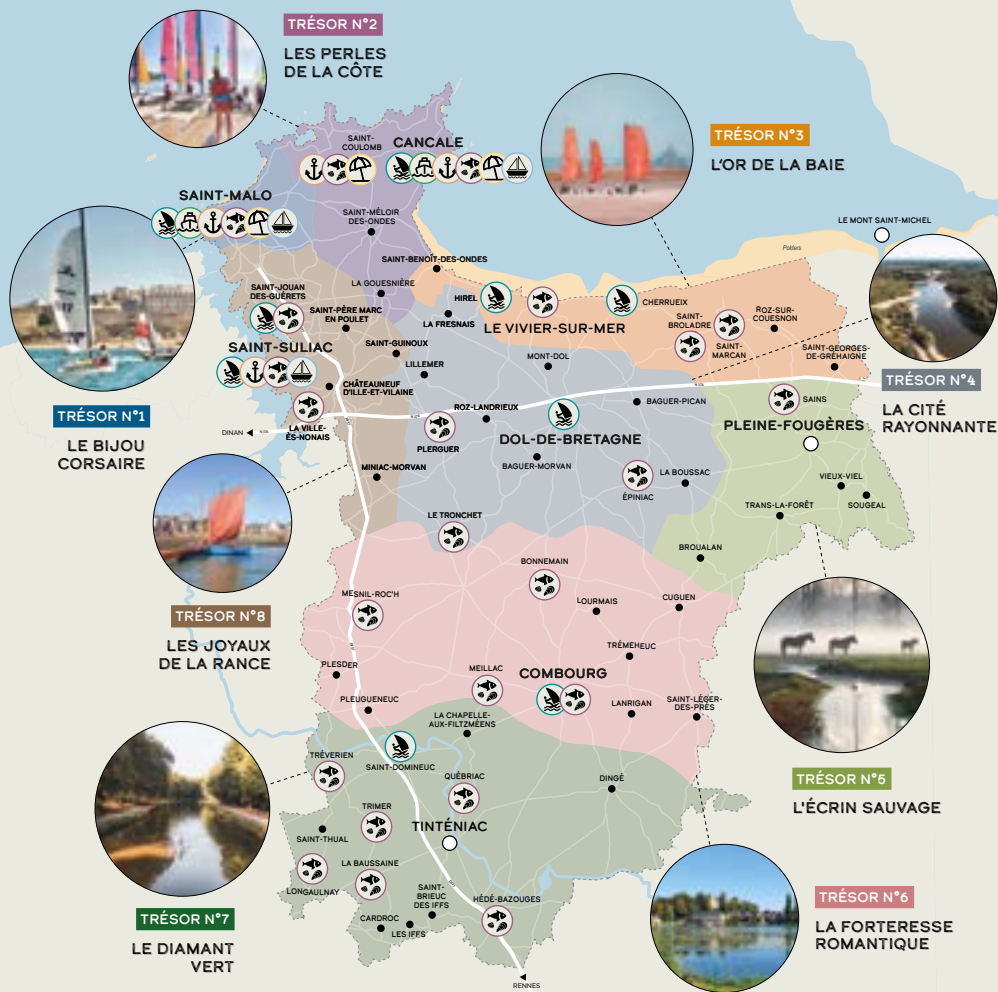 TRÉSOR N°2
LES PERLES
DE LA CÔTE
TRÉSOR N°3
L'OR DE LA BAIE
SAINT-
COULOMB
CANCALE
SAINT-MALO
SAINT-MÉLOIR
DES-ONDES
LE MONT SAINT-MICHEL
Polders
SAINT-BENOÎT-DES-ONDES
SAINT-JOUAN
DES-GUÉRETS
LA GOUESNIÈRE
HIREL
CHERRUEIX
SAINT-PÈRE MARC
EN POULET
LA FRESNAIS
LE VIVIER-SUR-MER
SAINT-
BROLADRE
ROZ-SUR-
COUESNON
SAINT-
MARCAN
SAINT-GEORGES-
DE-GRÉHAIGNE
SAINT-SULIAC
SAINT-GUINOUX
LILLEMER
MONT-DOL
CHÂTEAUNEUF
D'ILLE-ET-VILAINE
TRÉSOR N°4
LA CITÉ
RAYONNANTE
TRÉSOR N°1
LE BIJOU
CORSAIRE
DINAN
LA VILLE-
ÈS-NONAIS
PLERGUER
ROZ-LANDRIEUX
BAGUER-PICAN
SAINS
DOL-DE-BRETAGNE
PLEINE-FOUGÈRES
BAGUER-MORVAN
MINIAC-MORVAN
ÉPINIAC
LA BOUSSAC
VIEUX-VIEL
SOUGEAL
TRANS-LA-FORÊT
LE TRONCHET
BROUALAN
BONNEMAIN
MESNIL-ROC'H
LOURMAIS
CUGUEN
TRÉSOR N°8
LES JOYAUX
DE LA RANCE
TRÉMEHEUC
PLESDER
MEILLAC
COMBOURG
PLEUGUENEUC
LANRIGAN
SAINT-LÉGER-
DES-PRÈS
LA CHAPELLE-
AUX-FILTZMÉENS
TRÉVERIEN
SAINT-DOMINEUC
QUÉBRIAC
DINGÉ
TRÉSOR N°5
L'ÉCRIN SAUVAGE
TRIMER
TINTÉNIAC
SAINT-THUAL
LA BAUSSAINE
LONGAULNAY
SAINT-
BRIEUC
DES IFFS
HÉDÉ-BAZOUGES
CARDROC
LES IFFS
TRÉSOR N°7
LE DIAMANT
VERT
TRÉSOR N°6
LA FORTERESSE
ROMANTIQUE
RENNES